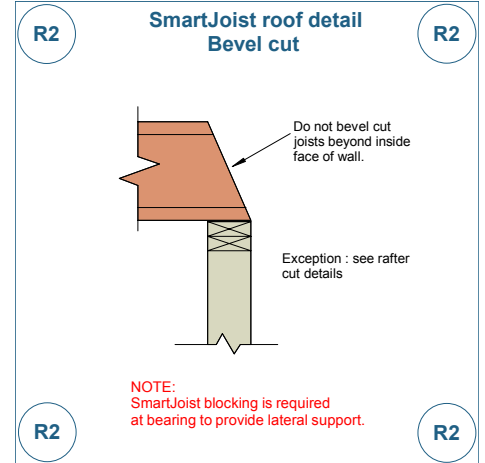 R2
SmartJoist roof detail
Bevel cut
R2
Do not bevel cut
joists beyond inside
face of wall.
Exception : see rafter
cut details
NOTE:
SmartJoist blocking is required
at bearing to provide lateral support.
R2
R2